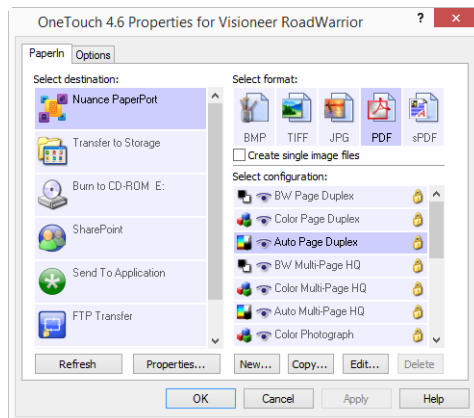 OneTouch 4.6 Properties for Visioneer RoadWarrior ? ×
PaperIn Options
Select destination:
Nuance PaperPort
Transfer to Storage
Burn to CD-ROM E:
SharePoint
Send To Application
FTP Transfer
Refresh Properties...
Select format:
BMP TIFF JPG PDF sPDF
Create single image files
Select configuration:
BW Page Duplex
Color Page Duplex
Auto Page Duplex
BW Multi-Page HQ
Color Multi-Page HQ
Auto Multi-Page HQ
Color Photograph
New... Copy... Edit... Delete
OK Cancel Apply Help